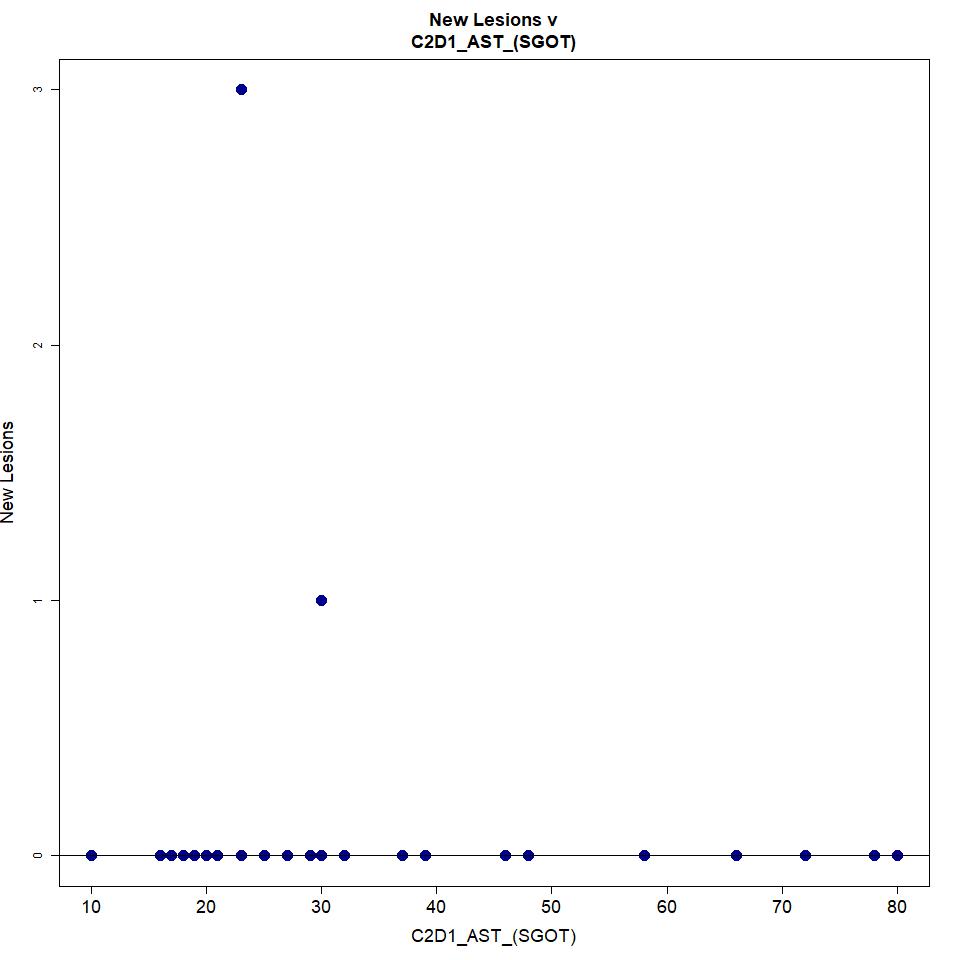 New Lesions v
C2D1_AST_(SGOT)
3
2
1
0
New Lesions
10 20 30 40 50 60 70 80
C2D1_AST_(SGOT)